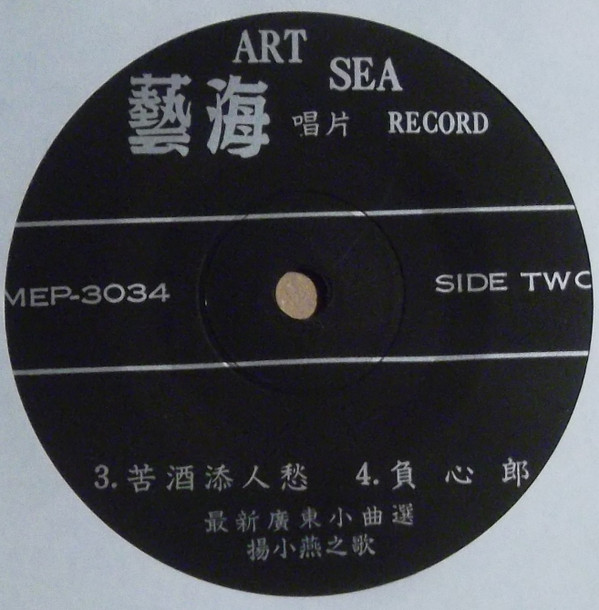 ART SEA
藝海 唱片 RECORD
MEP-3034 SIDE TWO
3. 苦酒添人愁 4. 負心郎
最新廣東小曲選
揚小燕之歌